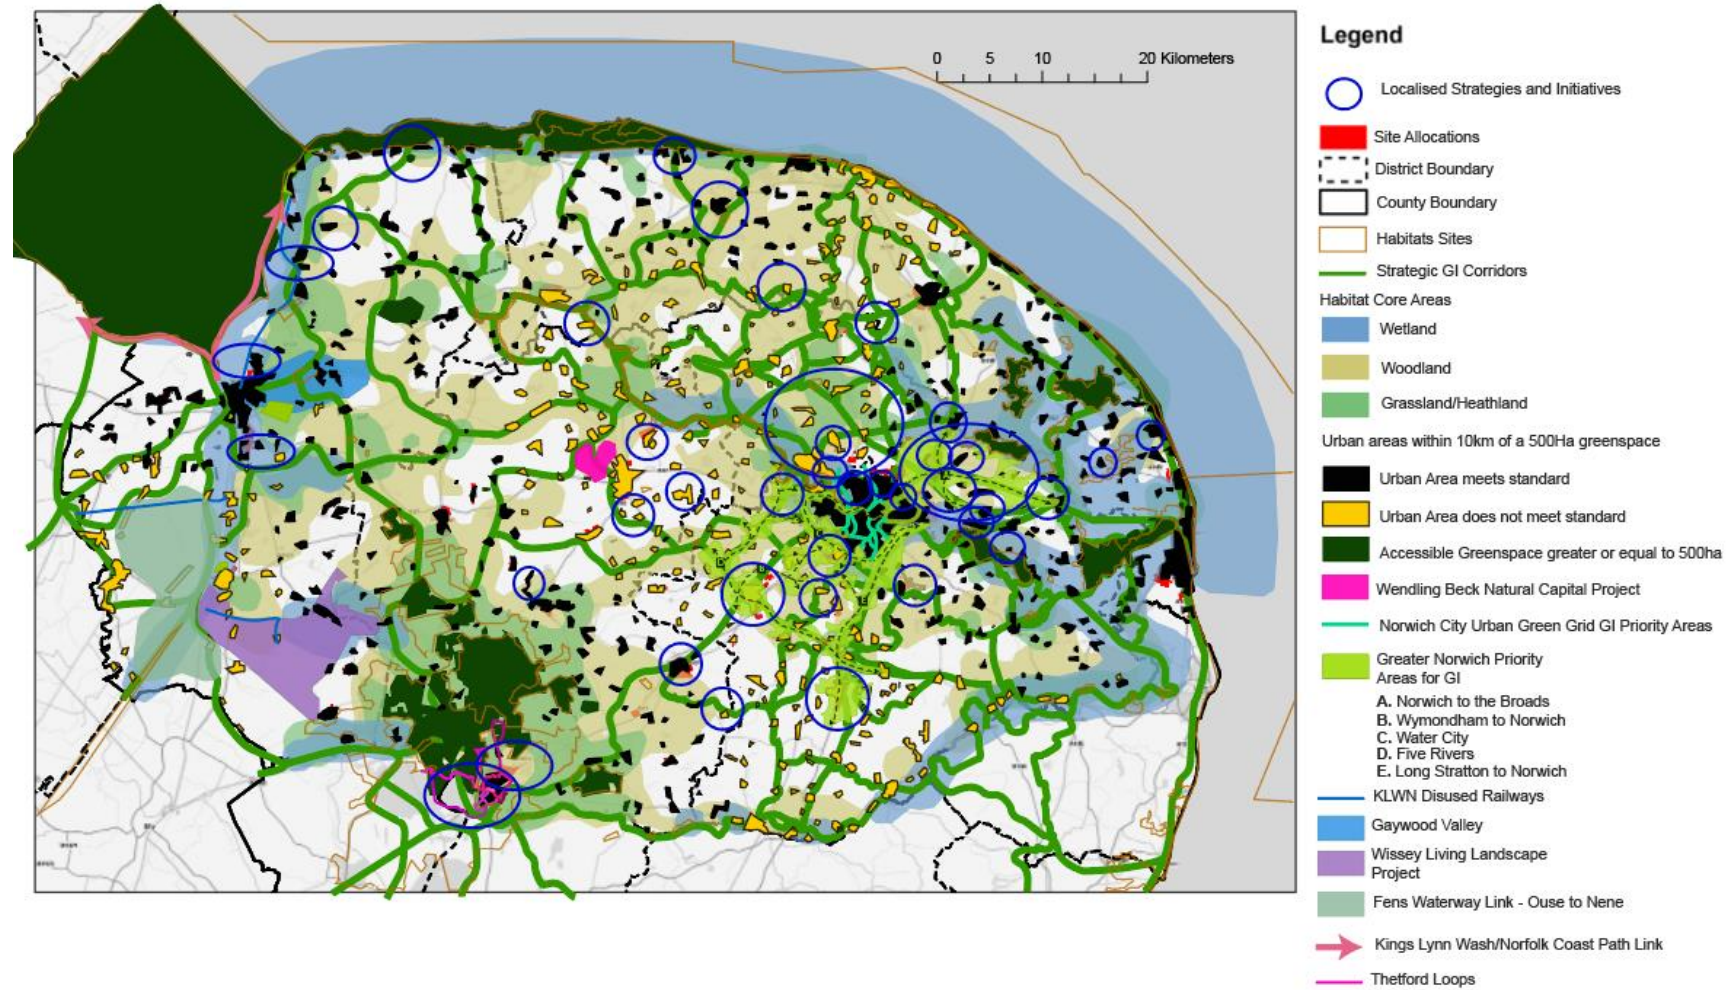 0 5 10 20 Kilometers
Legend
Localised Strategies and Initiatives
Site Allocations
District Boundary
County Boundary
Habitats Sites
Strategic GI Corridors
Habitat Core Areas
Wetland
Woodland
Grassland/Heathland
Urban areas within 10km of a 500Ha greenspace
Urban Area meets standard
Urban Area does not meet standard
Accessible Greenspace greater or equal to 500ha
Wendling Beck Natural Capital Project
Norwich City Urban Green Grid GI Priority Areas
Greater Norwich Priority
Areas for GI
A. Norwich to the Broads
B. Wymondham to Norwich
C. Water City
D. Five Rivers
E. Long Stratton to Norwich
KLWN Disused Railways
Gaywood Valley
Wissey Living Landscape
Project
Fens Waterway Link - Ouse to Nene
Kings Lynn Wash/Norfolk Coast Path Link
Thetford Loops